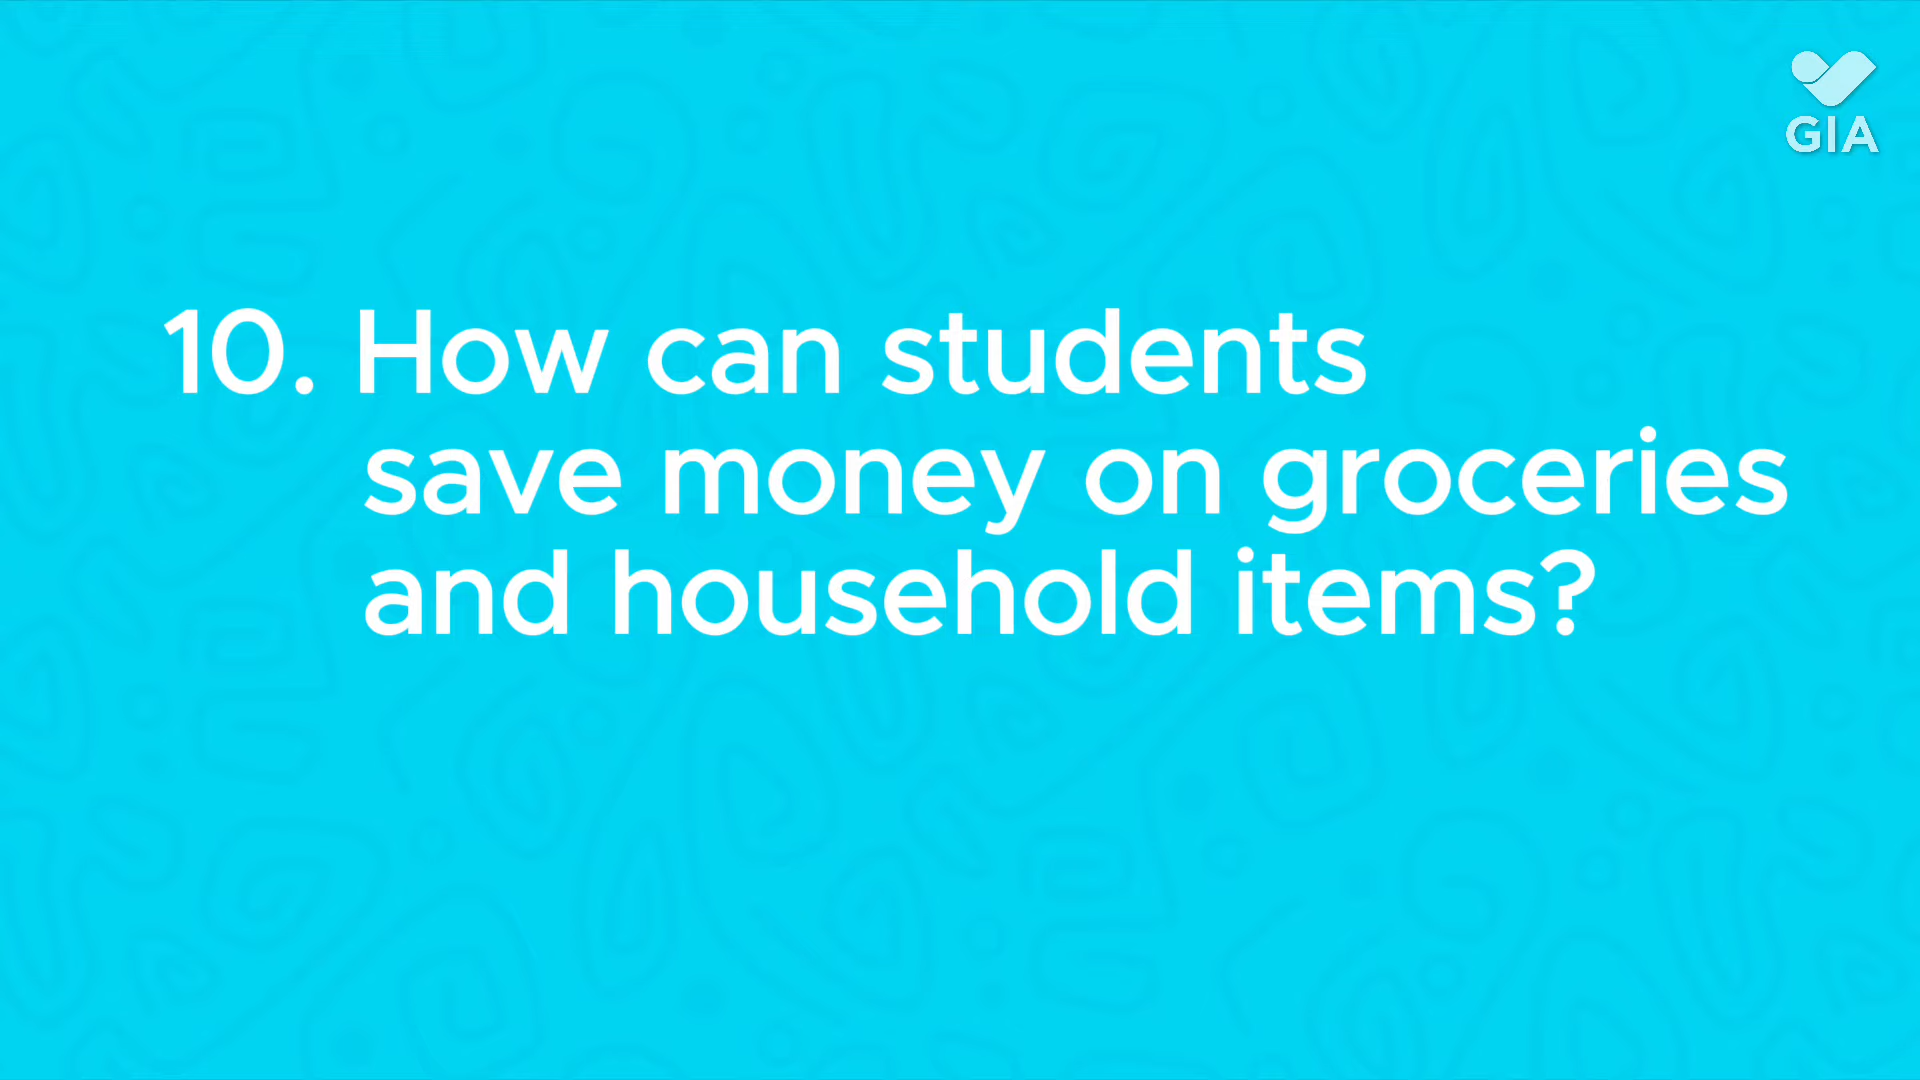 GIA
10. How can students
save money on groceries
and household items?